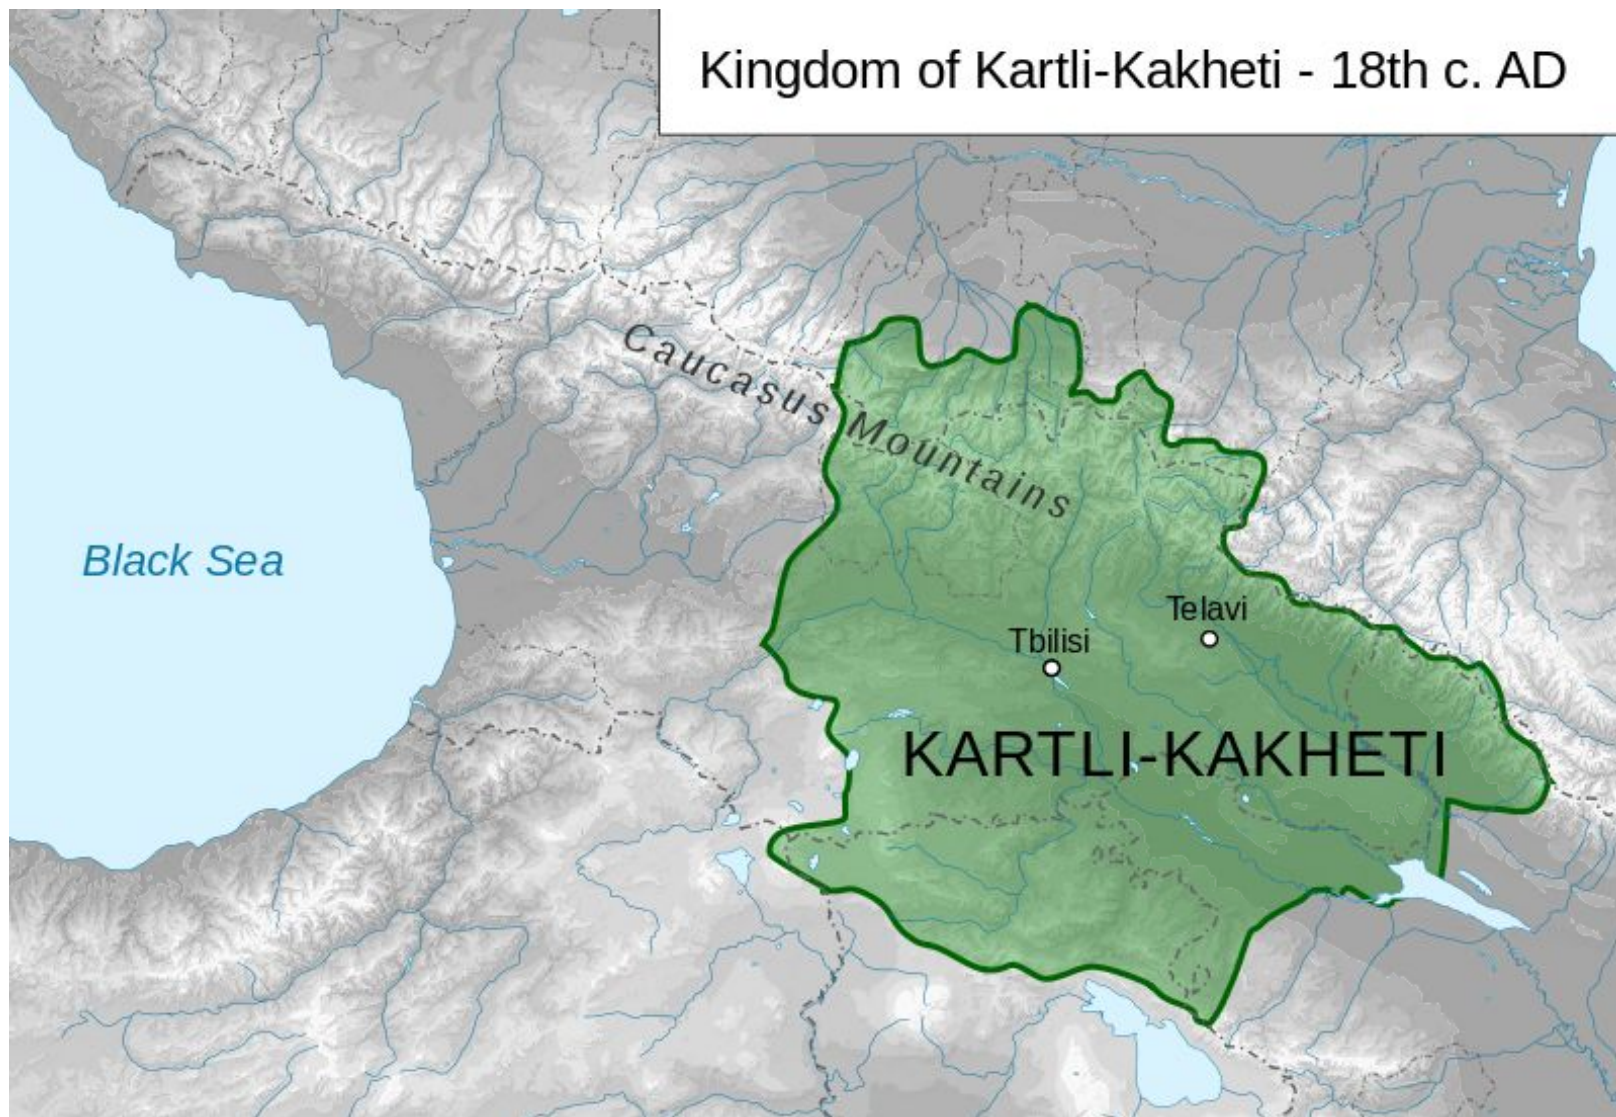 Kingdom of Kartli-Kakheti - 18th c. AD
Caucasus Mountains
Black Sea
Telavi
Tbilisi
KARTLI-KAKHETI